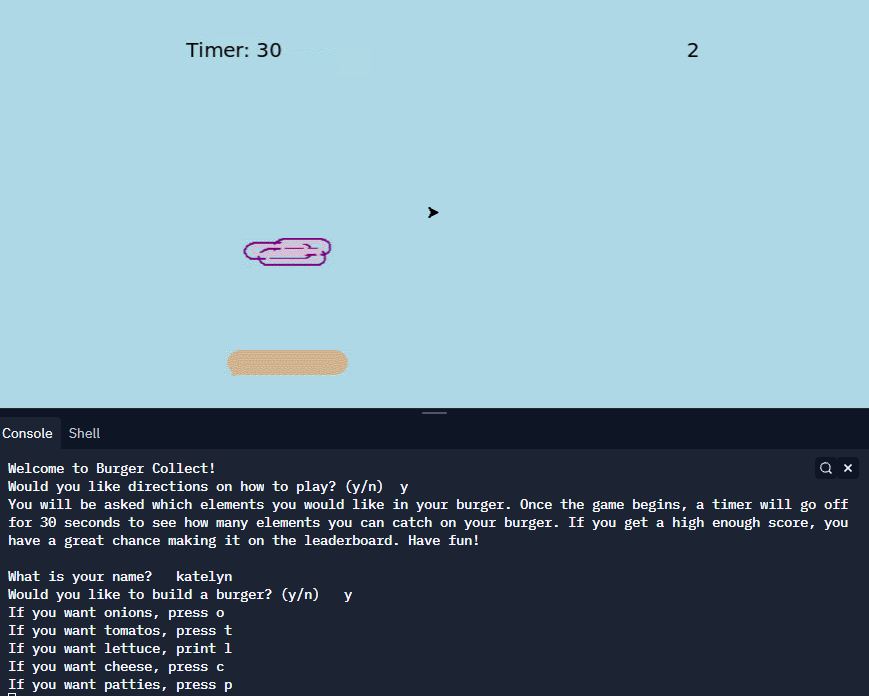 Timer: 30
2
Console
Shell
Welcome to Burger Collect!
Would you like directions on how to play? (y/n)  y
You will be asked which elements you would like in your burger. Once the game begins, a timer will go off
for 30 seconds to see how many elements you can catch on your burger. If you get a high enough score, you
have a great chance making it on the leaderboard. Have fun!
What is your name?   katelyn
Would you like to build a burger? (y/n)   y
If you want onions, press o
If you want tomatos, press t
If you want lettuce, print l
If you want cheese, press c
If you want patties, press p